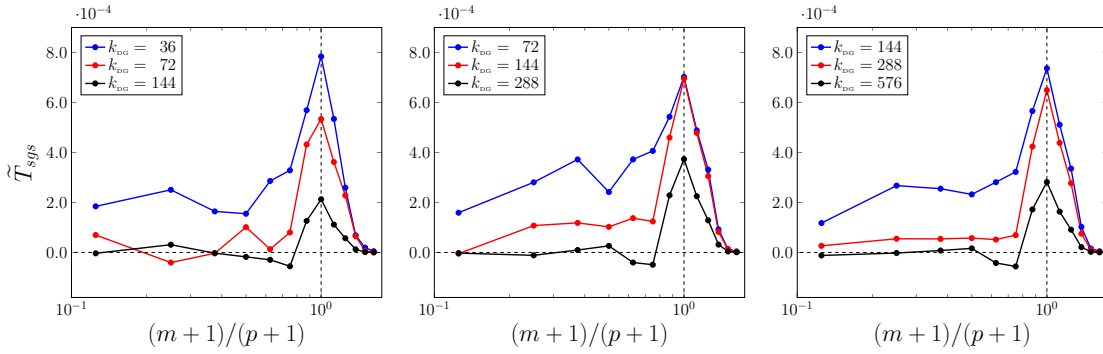 ·10⁻⁴
8.0
6.0
4.0
2.0
0.0
T̃sgs
k_DG = 36
k_DG = 72
k_DG = 144
10⁻¹
10⁰
(m + 1)/(p + 1)
·10⁻⁴
8.0
6.0
4.0
2.0
0.0
k_DG = 72
k_DG = 144
k_DG = 288
10⁻¹
10⁰
(m + 1)/(p + 1)
·10⁻⁴
8.0
6.0
4.0
2.0
0.0
k_DG = 144
k_DG = 288
k_DG = 576
10⁻¹
10⁰
(m + 1)/(p + 1)